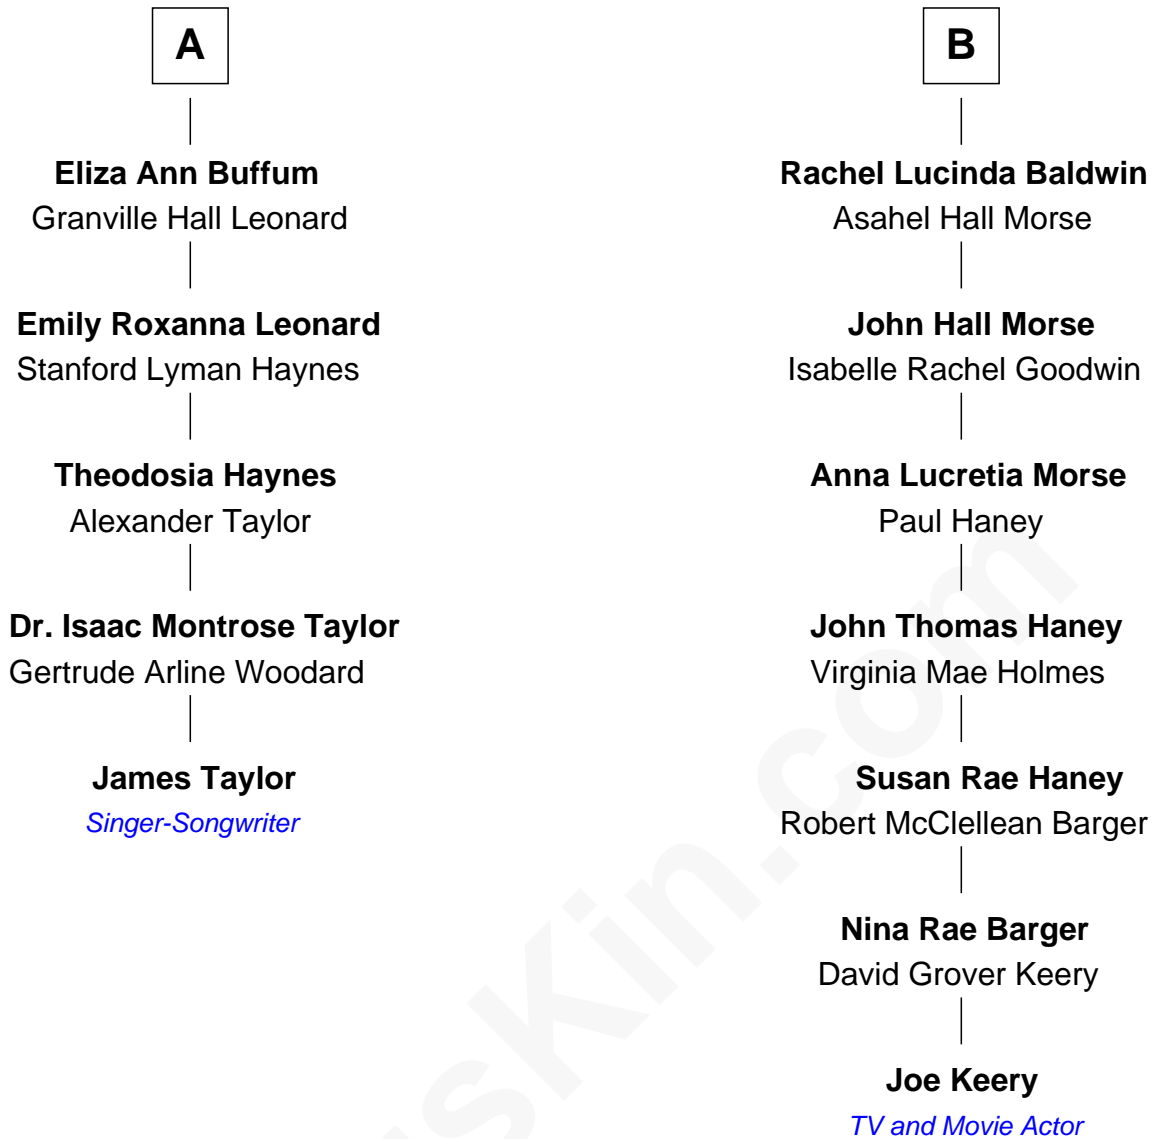 A
Eliza Ann Buffum
Granville Hall Leonard
Emily Roxanna Leonard
Stanford Lyman Haynes
Theodosia Haynes
Alexander Taylor
Dr. Isaac Montrose Taylor
Gertrude Arline Woodard
James Taylor
Singer-Songwriter
B
Rachel Lucinda Baldwin
Asahel Hall Morse
John Hall Morse
Isabelle Rachel Goodwin
Anna Lucretia Morse
Paul Haney
John Thomas Haney
Virginia Mae Holmes
Susan Rae Haney
Robert McClellean Barger
Nina Rae Barger
David Grover Keery
Joe Keery
TV and Movie Actor